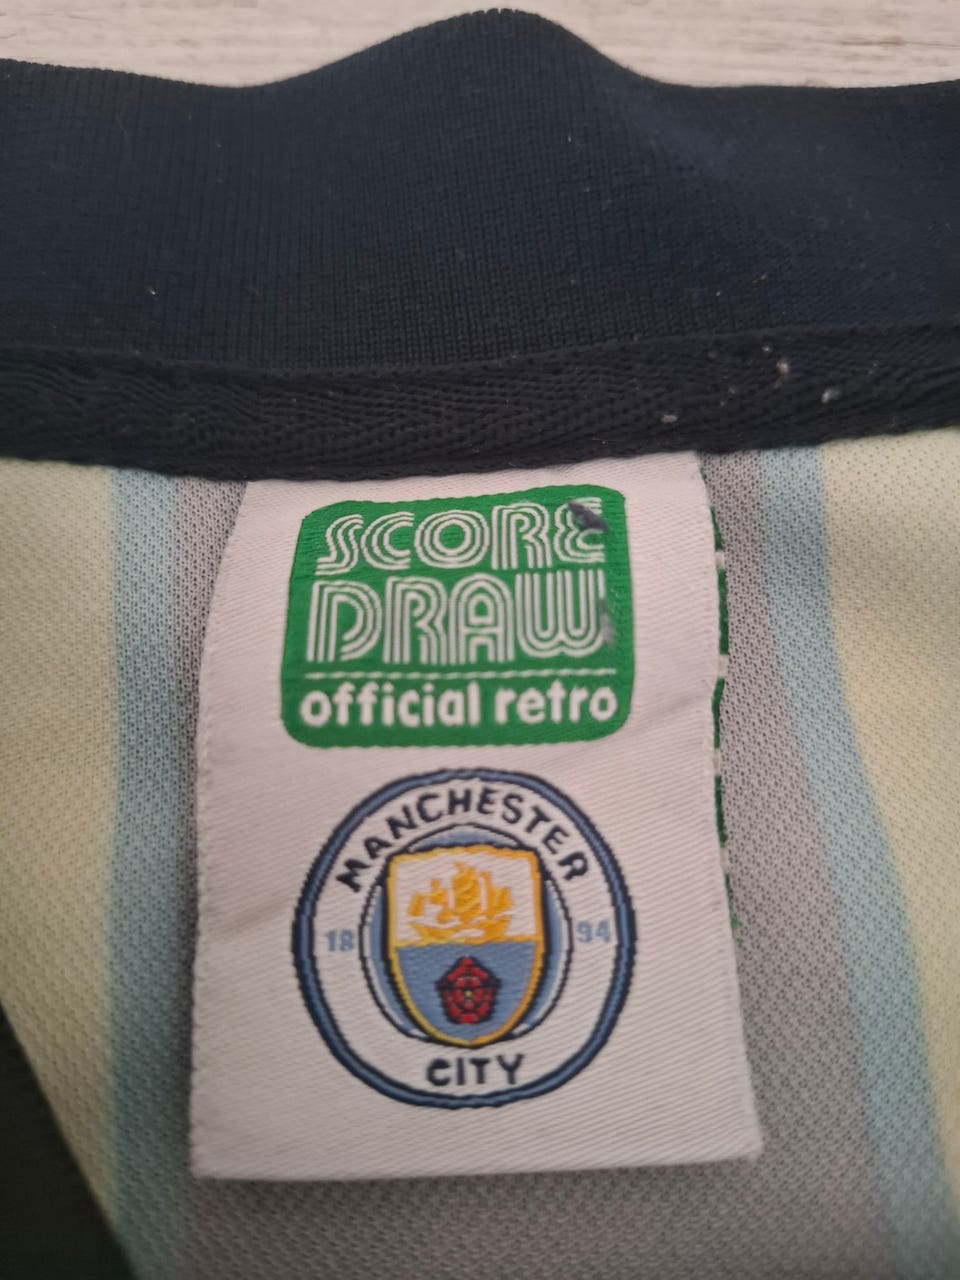 SCORE
DRAW
official retro
MANCHESTER
18 94
CITY